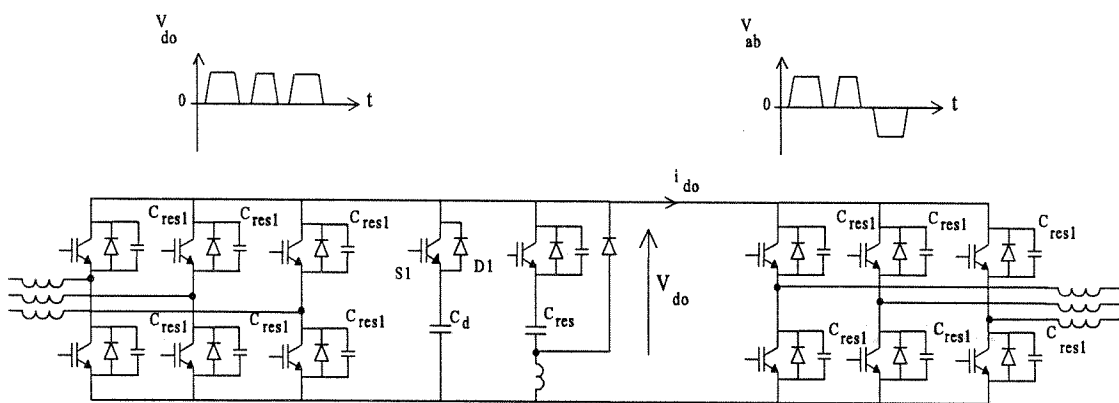 V do
V ab
0
t
0
t
i do
C res1
C res1
C res1
C res1
C res1
C res1
S1
D1
V do
C d
C res
C res1
C res1
C res1
C res1
C res1
C res1